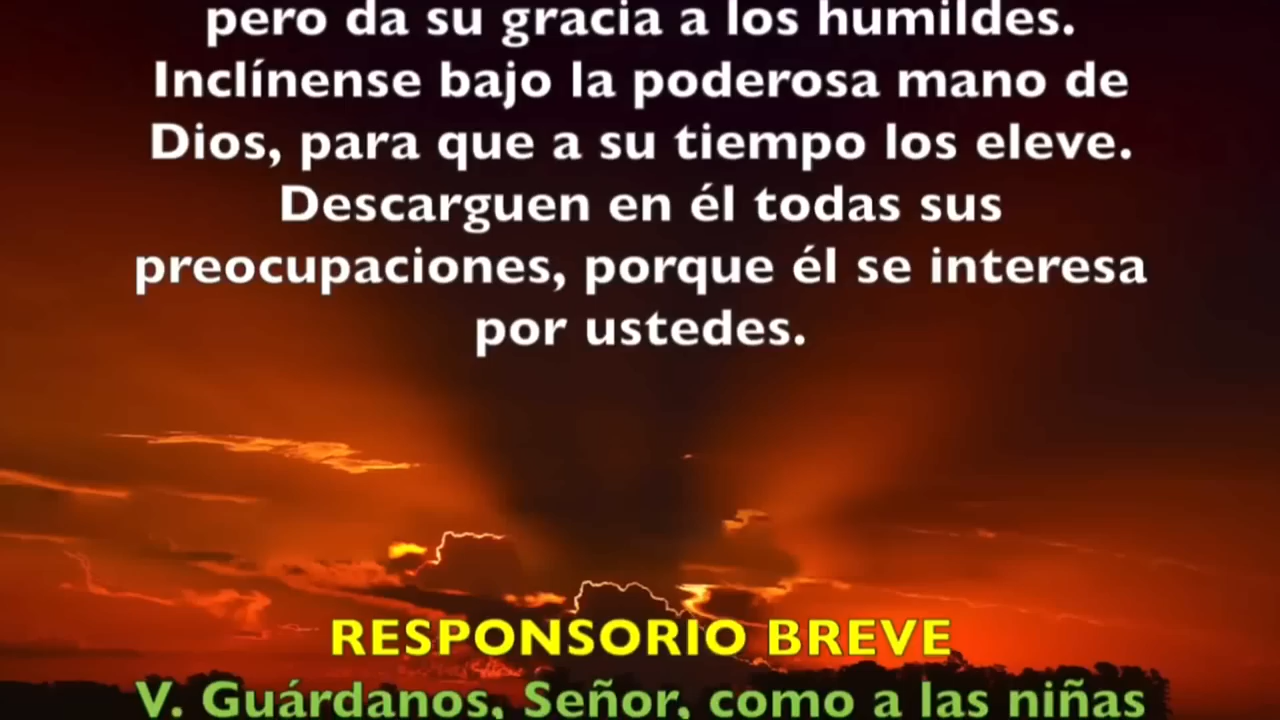 pero da su gracia a los humildes.
Inclínense bajo la poderosa mano de
Dios, para que a su tiempo los eleve.
Descarguen en él todas sus
preocupaciones, porque él se interesa
por ustedes.
RESPONSORIO BREVE
V. Guárdanos, Señor, como a las niñas